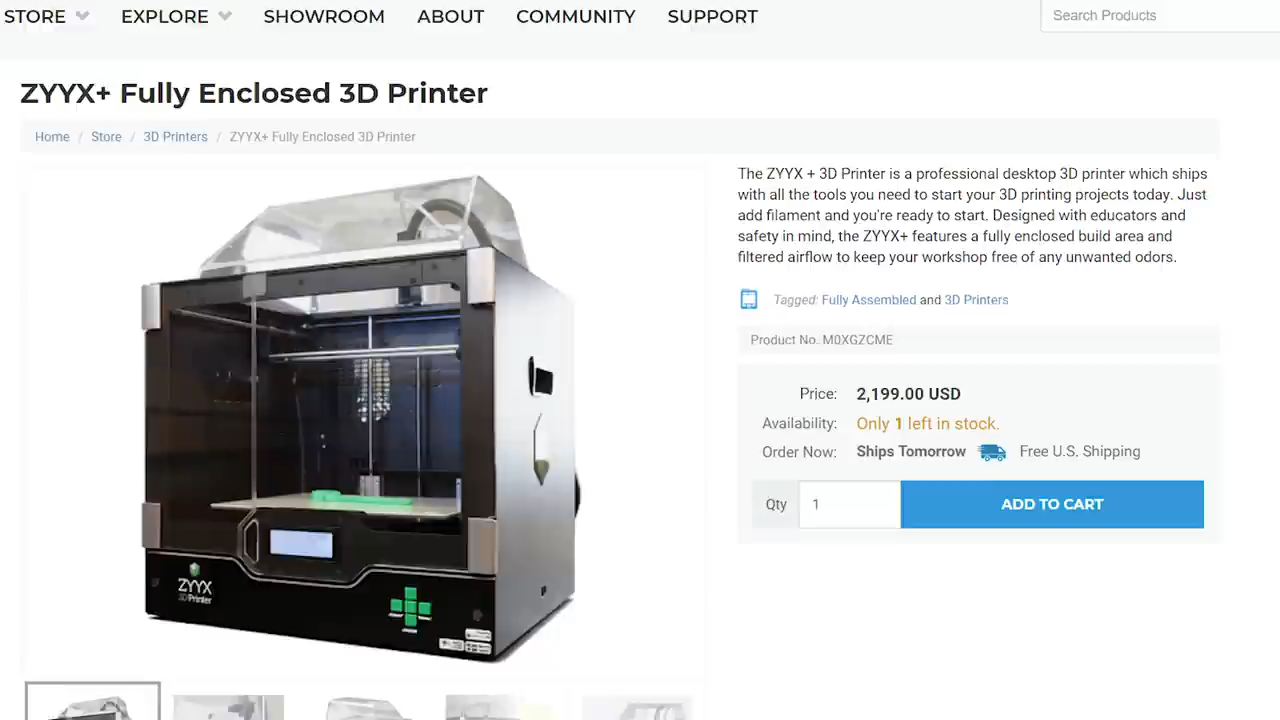 STORE EXPLORE SHOWROOM ABOUT COMMUNITY SUPPORT Search Products
ZYYX+ Fully Enclosed 3D Printer
Home / Store / 3D Printers / ZYYX+ Fully Enclosed 3D Printer
The ZYYX + 3D Printer is a professional desktop 3D printer which ships
with all the tools you need to start your 3D printing projects today. Just
add filament and you're ready to start. Designed with educators and
safety in mind, the ZYYX+ features a fully enclosed build area and
filtered airflow to keep your workshop free of any unwanted odors.
Tagged: Fully Assembled and 3D Printers
Product No. M0XGZCME
Price: 2,199.00 USD
Availability: Only 1 left in stock.
Order Now: Ships Tomorrow Free U.S. Shipping
Qty 1 ADD TO CART
ZYYX
3D Printer